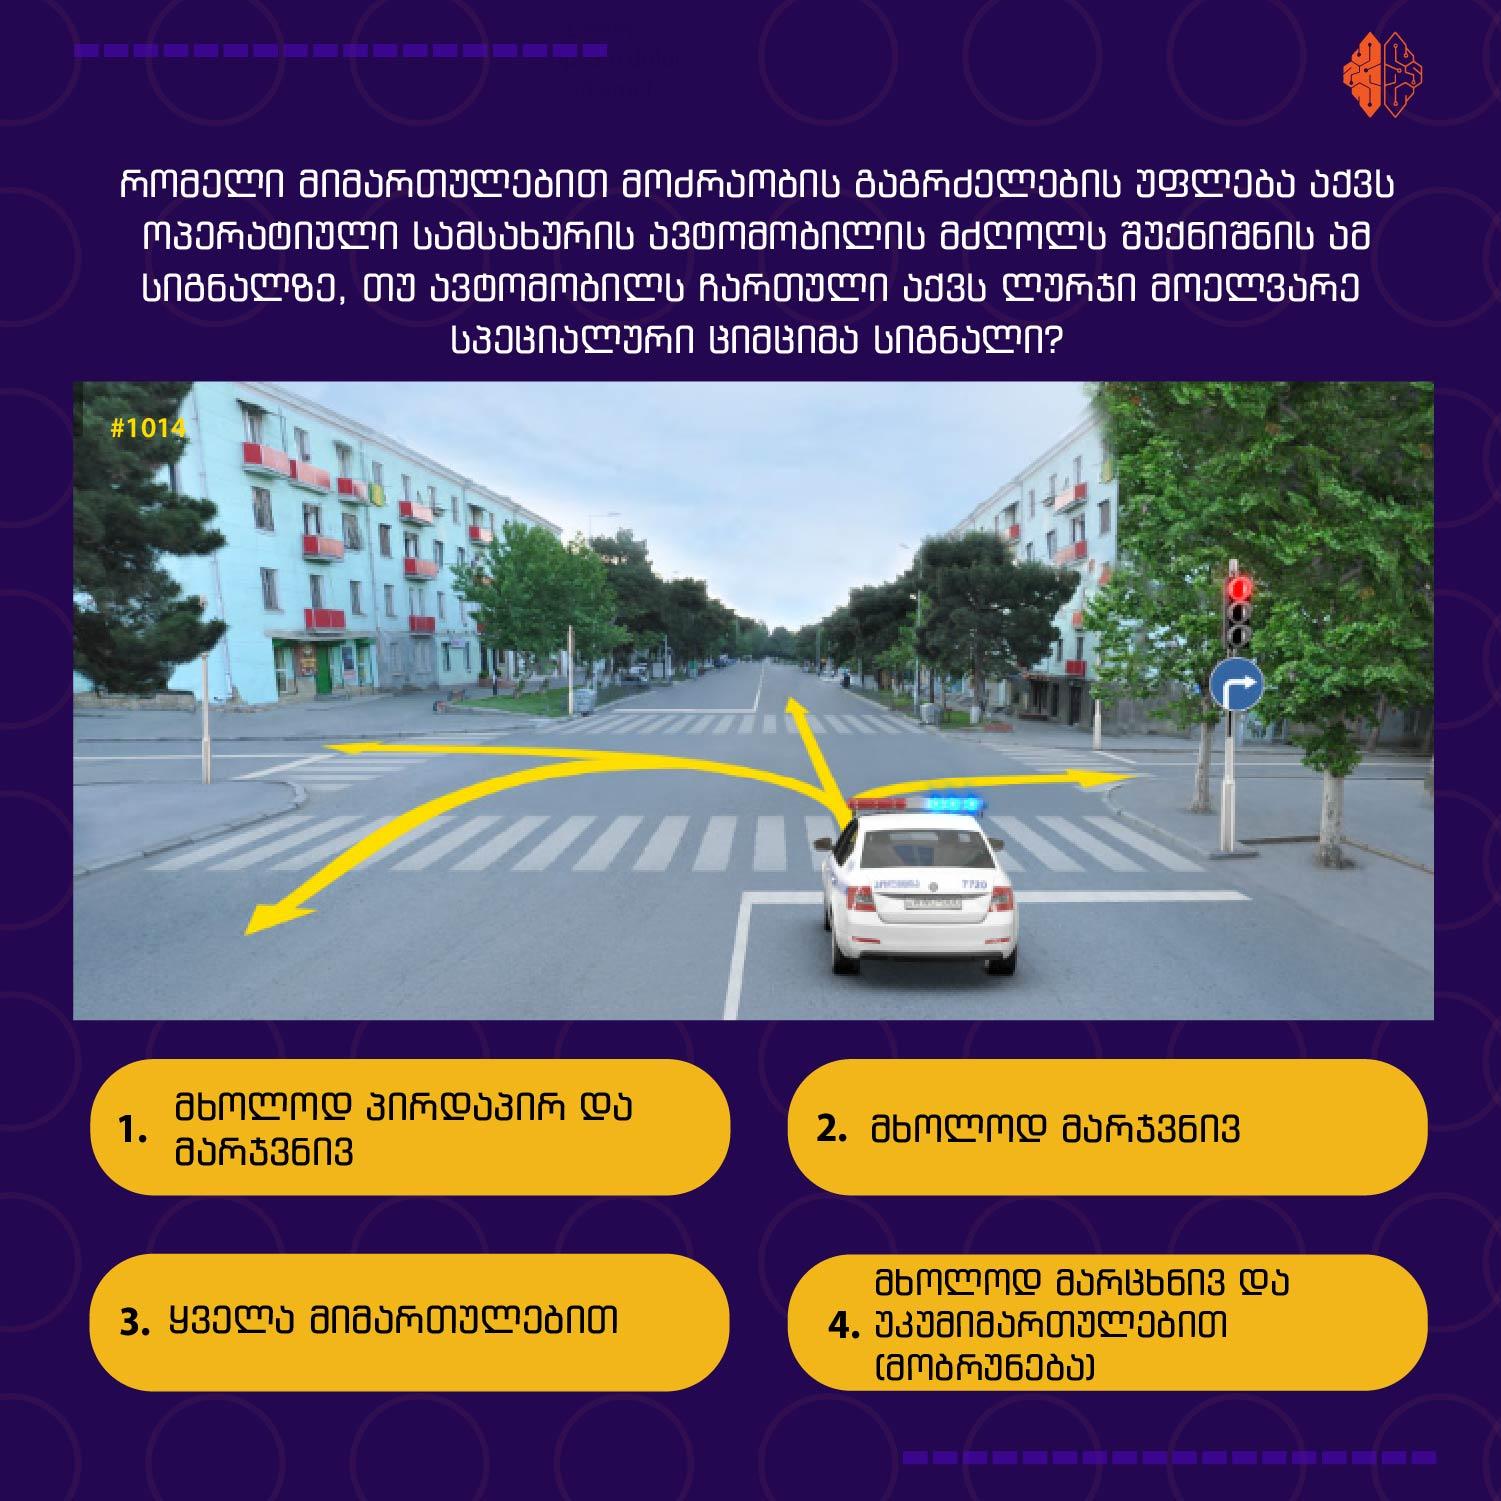 რომელი მიმართულებით მოძრაობის გაგრძელების უფლება აქვს
ოპერატიული სამსახურის ავტომობილის მძღოლს შუქნიშნის ამ
სიგნალზე, თუ ავტომობილს ჩართული აქვს ლურჯი მოელვარე
სპეციალური ციმციმა სიგნალი?
#1014
T720
1. მხოლოდ პირდაპირ და
მარჯვნივ
2. მხოლოდ მარჯვნივ
3. ყველა მიმართულებით
4. მხოლოდ მარცხნივ და
უკუმიმართულებით
(მობრუნება)